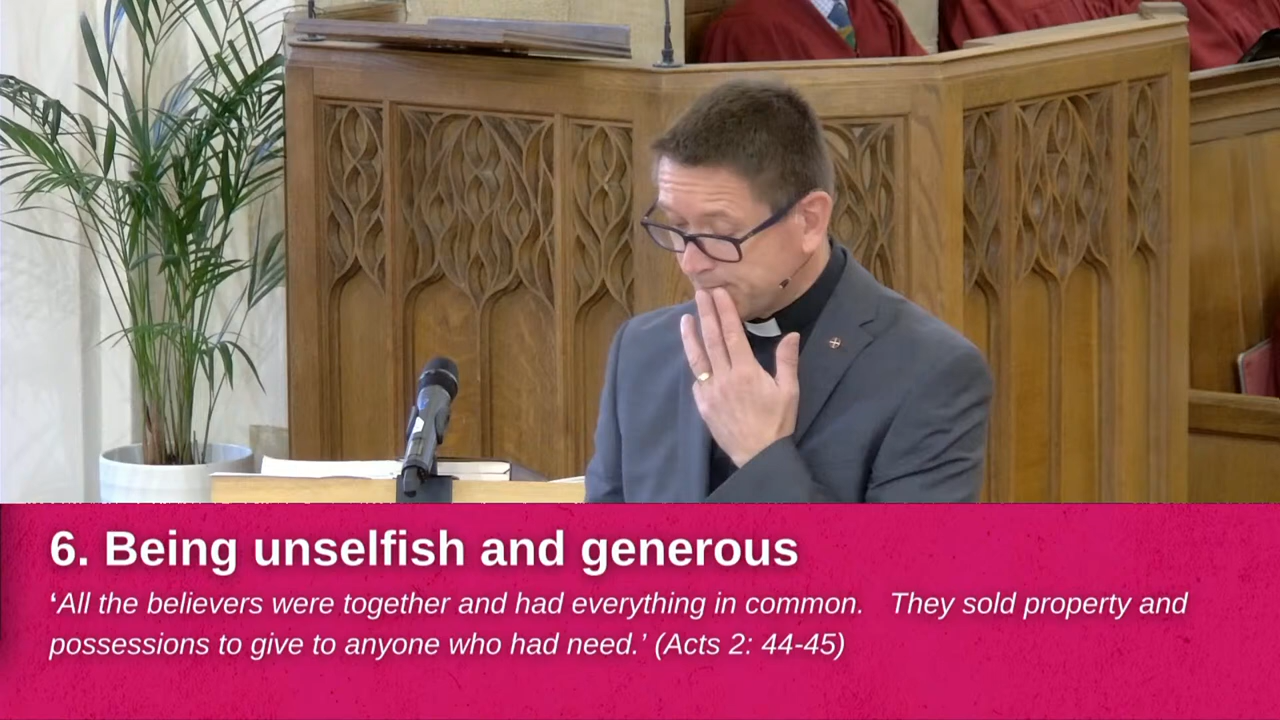 6. Being unselfish and generous
‘All the believers were together and had everything in common.   They sold property and
possessions to give to anyone who had need.’ (Acts 2: 44-45)